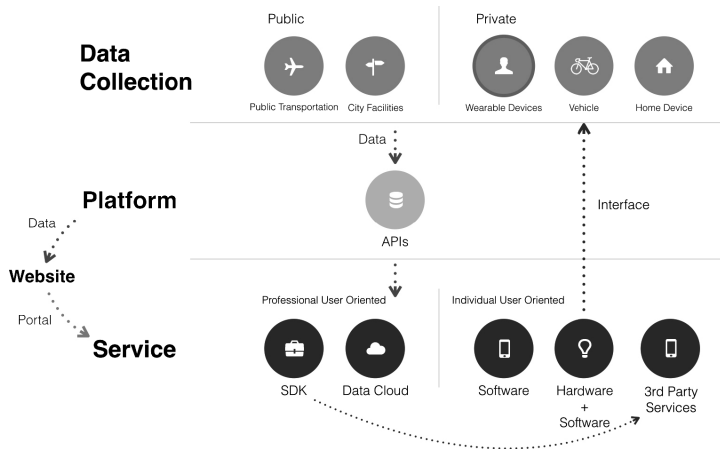 Public
Private
Data
Collection
Public Transportation
City Facilities
Wearable Devices
Vehicle
Home Device
Data
Platform
Interface
Data
APIs
Website
Professional User Oriented
Individual User Oriented
Portal
Service
SDK
Data Cloud
Software
Hardware
+
Software
3rd Party
Services